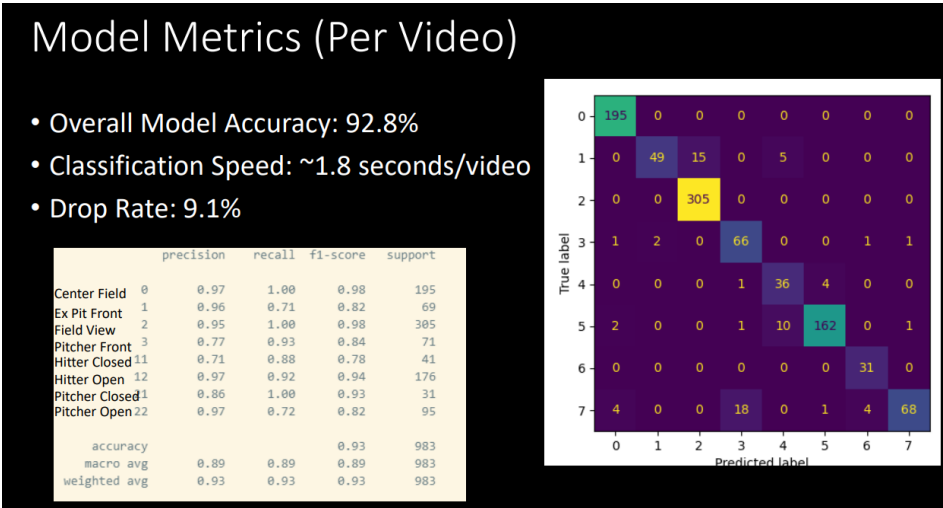 Model Metrics (Per Video)
• Overall Model Accuracy: 92.8%
• Classification Speed: ~1.8 seconds/video
• Drop Rate: 9.1%
precision recall f1-score support
Center Field 0 0.97 1.00 0.98 195
Ex Pit Front 1 0.96 0.71 0.82 69
Field View 2 0.95 1.00 0.98 305
Pitcher Front 3 0.77 0.93 0.84 71
Hitter Closed 11 0.71 0.88 0.78 41
Hitter Open 12 0.97 0.92 0.94 176
Pitcher Closed 21 0.86 1.00 0.93 31
Pitcher Open 22 0.97 0.72 0.82 95
accuracy 0.93 983
macro avg 0.89 0.89 0.89 983
weighted avg 0.93 0.93 0.93 983
True label
0 195 0 0 0 0 0 0 0
1 0 49 15 0 5 0 0 0
2 0 0 305 0 0 0 0 0
3 1 2 0 66 0 0 1 1
4 0 0 0 1 36 4 0 0
5 2 0 0 1 10 162 0 1
6 0 0 0 0 0 0 31 0
7 4 0 0 18 0 1 4 68
0 1 2 3 4 5 6 7
Predicted label